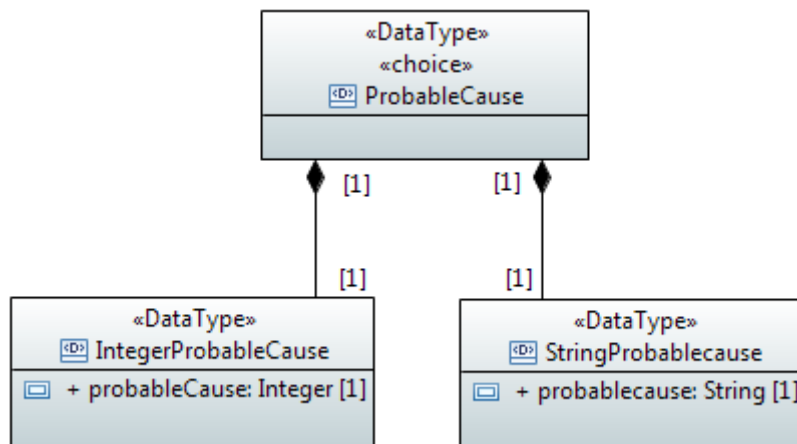 «DataType»
«choice»
<D> ProbableCause
[1]
[1]
[1]
[1]
«DataType»
<D> IntegerProbableCause
+ probableCause: Integer [1]
«DataType»
<D> StringProbablecause
+ probablecause: String [1]